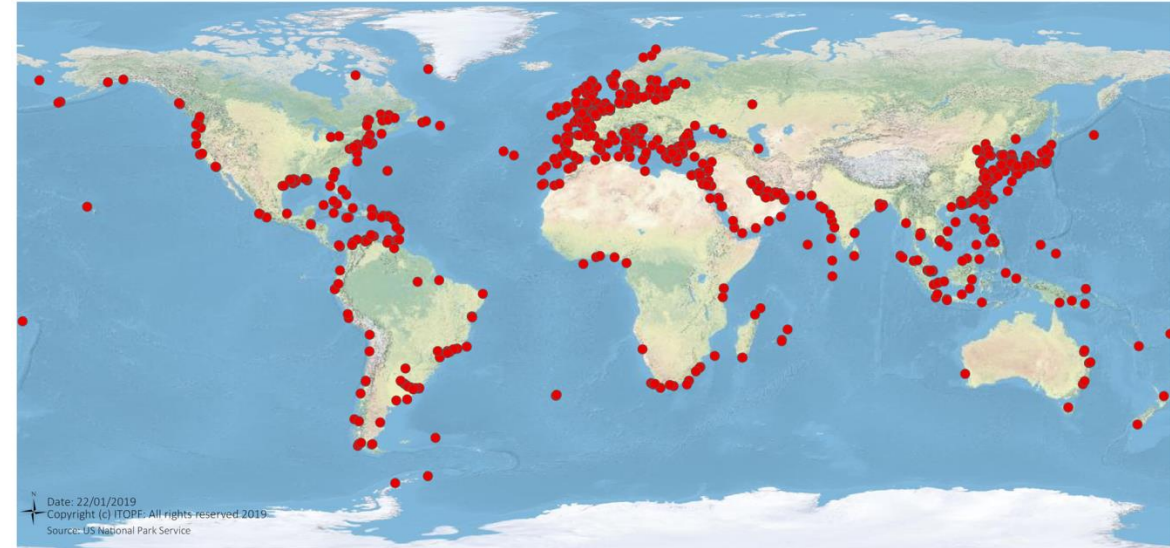 N
Date: 22/01/2019
Copyright (c) ITOPF: All rights reserved 2019
Source: US National Park Service